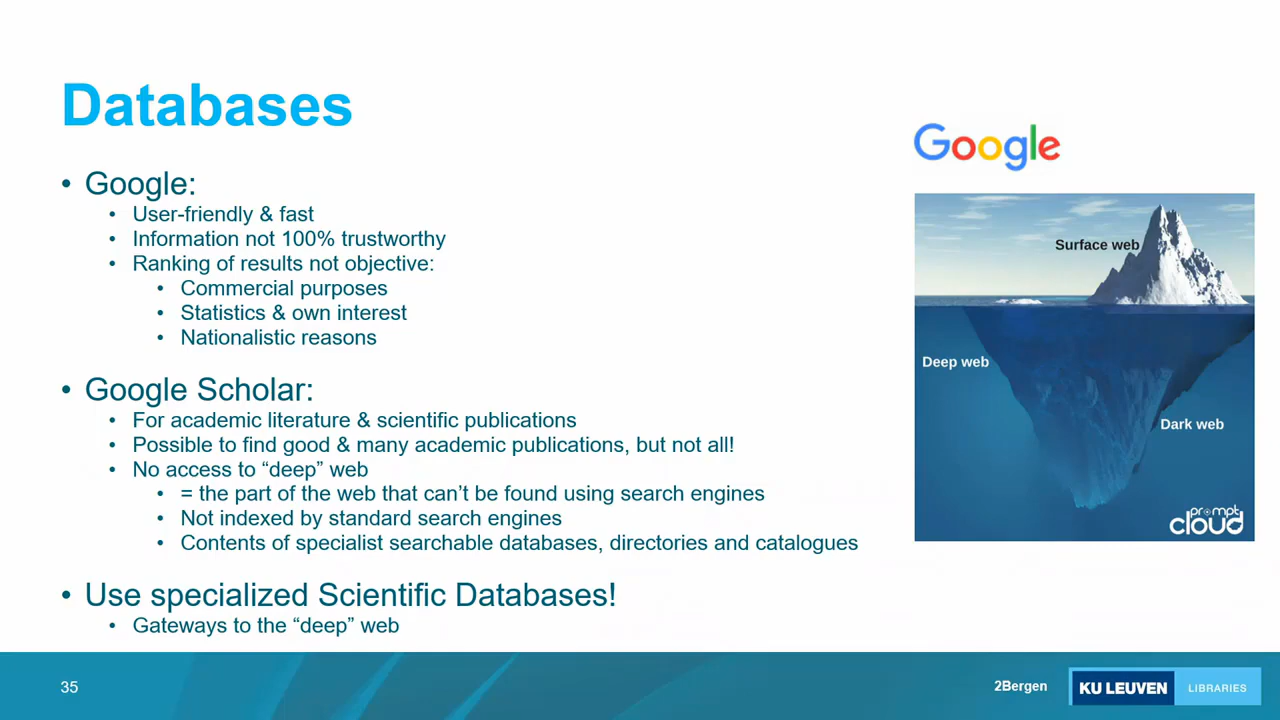 Databases
Google
• Google:
• User-friendly & fast
• Information not 100% trustworthy
• Ranking of results not objective:
• Commercial purposes
• Statistics & own interest
• Nationalistic reasons
• Google Scholar:
• For academic literature & scientific publications
• Possible to find good & many academic publications, but not all!
• No access to “deep” web
• = the part of the web that can’t be found using search engines
• Not indexed by standard search engines
• Contents of specialist searchable databases, directories and catalogues
• Use specialized Scientific Databases!
• Gateways to the “deep” web
Surface web
Deep web
Dark web
prompt
cloud
35
2Bergen
KU LEUVEN
LIBRARIES